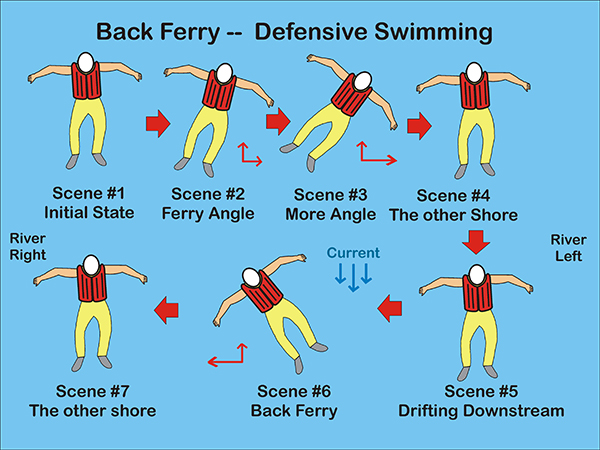 Back Ferry -- Defensive Swimming
Scene #1
Initial State
Scene #2
Ferry Angle
Scene #3
More Angle
Scene #4
The other Shore
River
Right
Current
River
Left
Scene #7
The other shore
Scene #6
Back Ferry
Scene #5
Drifting Downstream